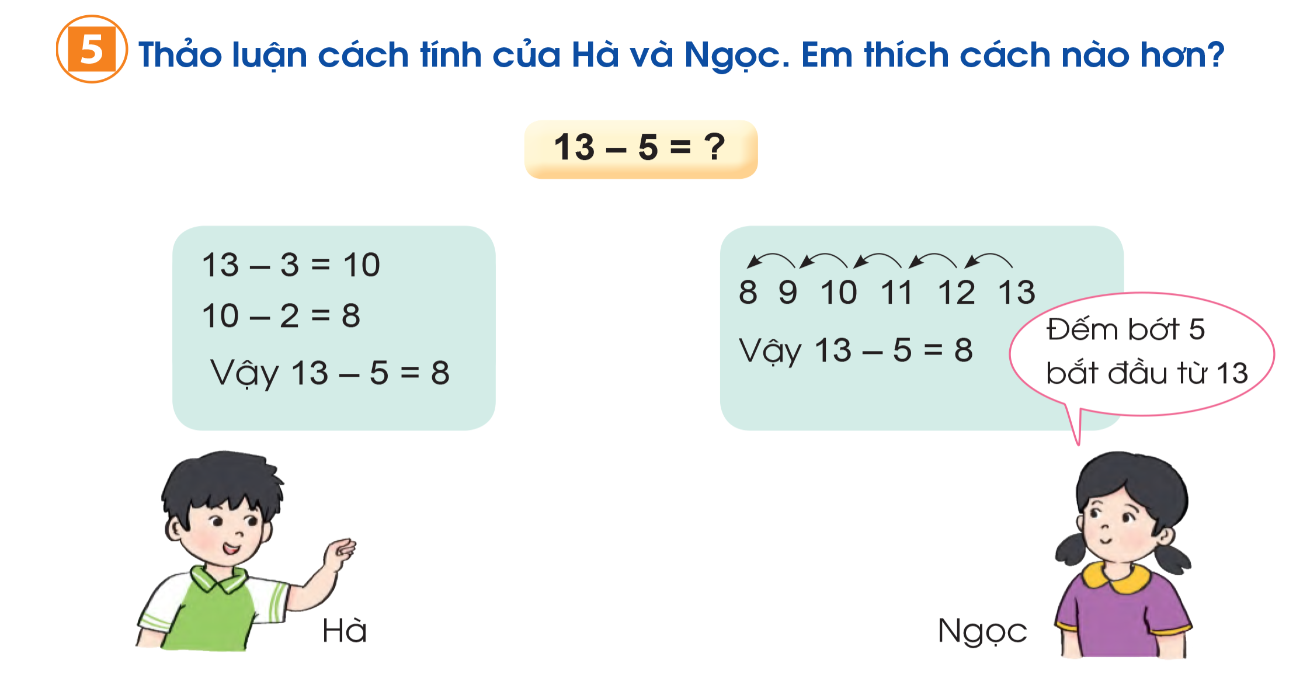 5 Thảo luận cách tính của Hà và Ngọc. Em thích cách nào hơn?
13 – 5 = ?
13 – 3 = 10
10 – 2 = 8
Vậy 13 – 5 = 8
8 9 10 11 12 13
Vậy 13 – 5 = 8
Đếm bớt 5
bắt đầu từ 13
Hà
Ngọc